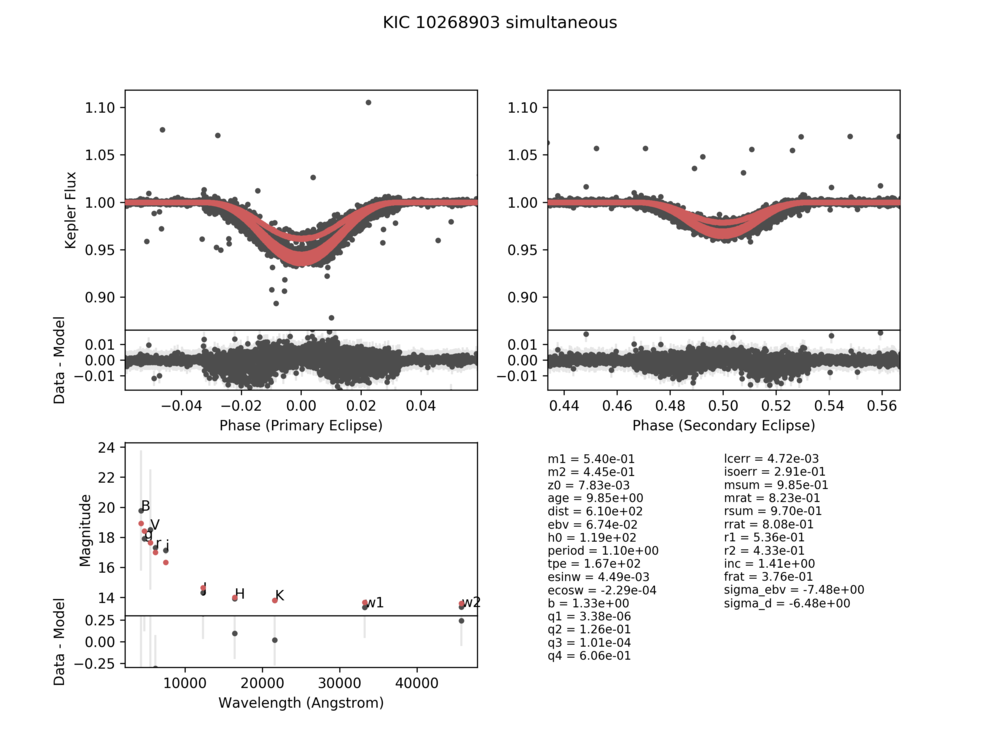 KIC 10268903 simultaneous
Kepler Flux
1.10
1.05
1.00
0.95
0.90
Data - Model
0.01
0.00
−0.01
−0.04 −0.02 0.00 0.02 0.04
Phase (Primary Eclipse)
1.10
1.05
1.00
0.95
0.90
0.01
0.00
−0.01
0.44 0.46 0.48 0.50 0.52 0.54 0.56
Phase (Secondary Eclipse)
Magnitude
24
22
20
18
16
14
B
V
g
r
i
J
H
K
w1
w2
Data - Model
0.25
0.00
−0.25
10000 20000 30000 40000
Wavelength (Angstrom)
m1 = 5.40e-01
m2 = 4.45e-01
z0 = 7.83e-03
age = 9.85e+00
dist = 6.10e+02
ebv = 6.74e-02
h0 = 1.19e+02
period = 1.10e+00
tpe = 1.67e+02
esinw = 4.49e-03
ecosw = -2.29e-04
b = 1.33e+00
q1 = 3.38e-06
q2 = 1.26e-01
q3 = 1.01e-04
q4 = 6.06e-01
lcerr = 4.72e-03
isoerr = 2.91e-01
msum = 9.85e-01
mrat = 8.23e-01
rsum = 9.70e-01
rrat = 8.08e-01
r1 = 5.36e-01
r2 = 4.33e-01
inc = 1.41e+00
frat = 3.76e-01
sigma_ebv = -7.48e+00
sigma_d = -6.48e+00